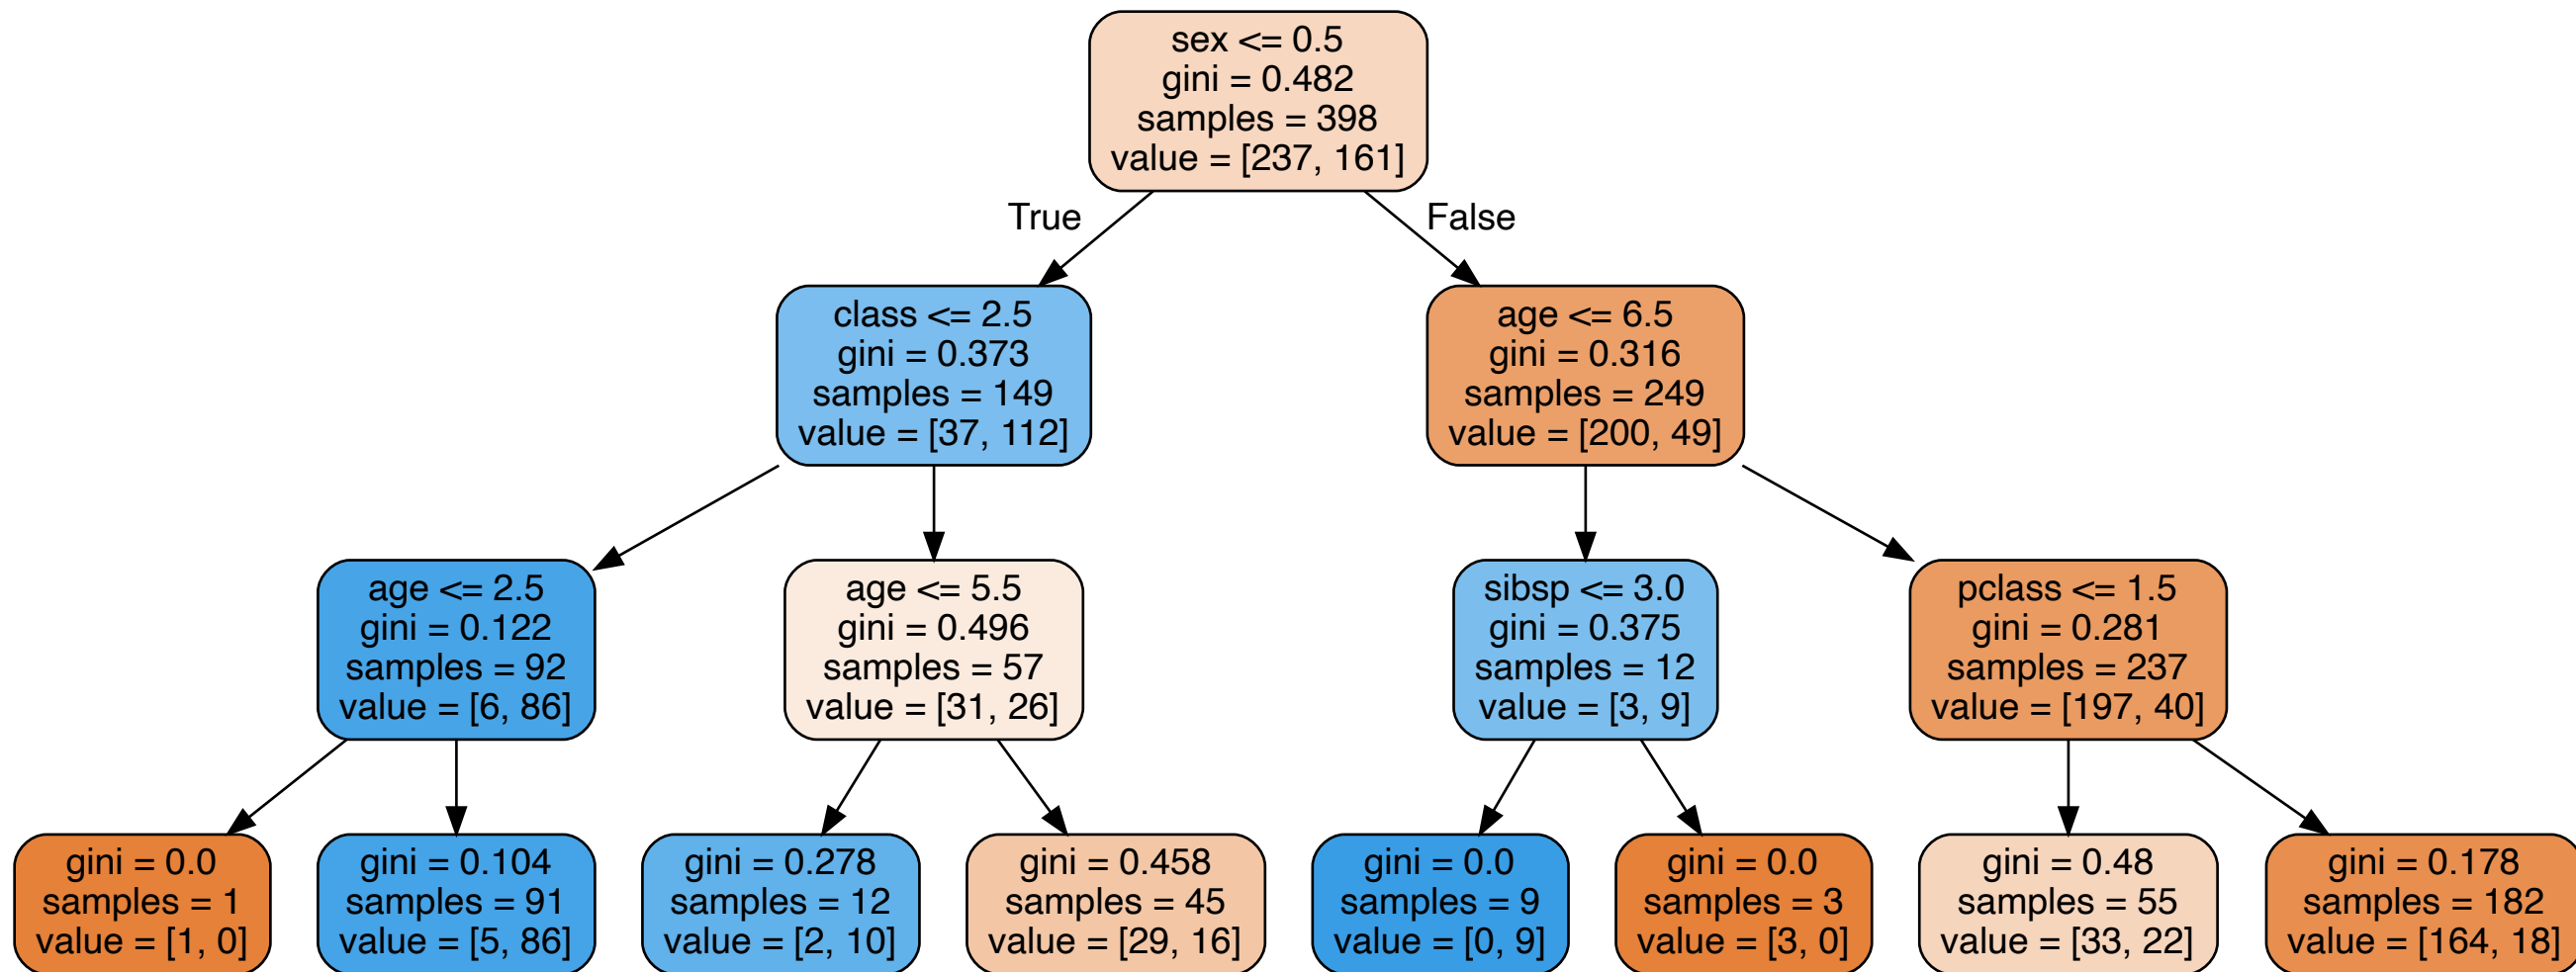 sex <= 0.5
gini = 0.482
samples = 398
value = [237, 161]
True
False
class <= 2.5
gini = 0.373
samples = 149
value = [37, 112]
age <= 6.5
gini = 0.316
samples = 249
value = [200, 49]
age <= 2.5
gini = 0.122
samples = 92
value = [6, 86]
age <= 5.5
gini = 0.496
samples = 57
value = [31, 26]
sibsp <= 3.0
gini = 0.375
samples = 12
value = [3, 9]
pclass <= 1.5
gini = 0.281
samples = 237
value = [197, 40]
gini = 0.0
samples = 1
value = [1, 0]
gini = 0.104
samples = 91
value = [5, 86]
gini = 0.278
samples = 12
value = [2, 10]
gini = 0.458
samples = 45
value = [29, 16]
gini = 0.0
samples = 9
value = [0, 9]
gini = 0.0
samples = 3
value = [3, 0]
gini = 0.48
samples = 55
value = [33, 22]
gini = 0.178
samples = 182
value = [164, 18]